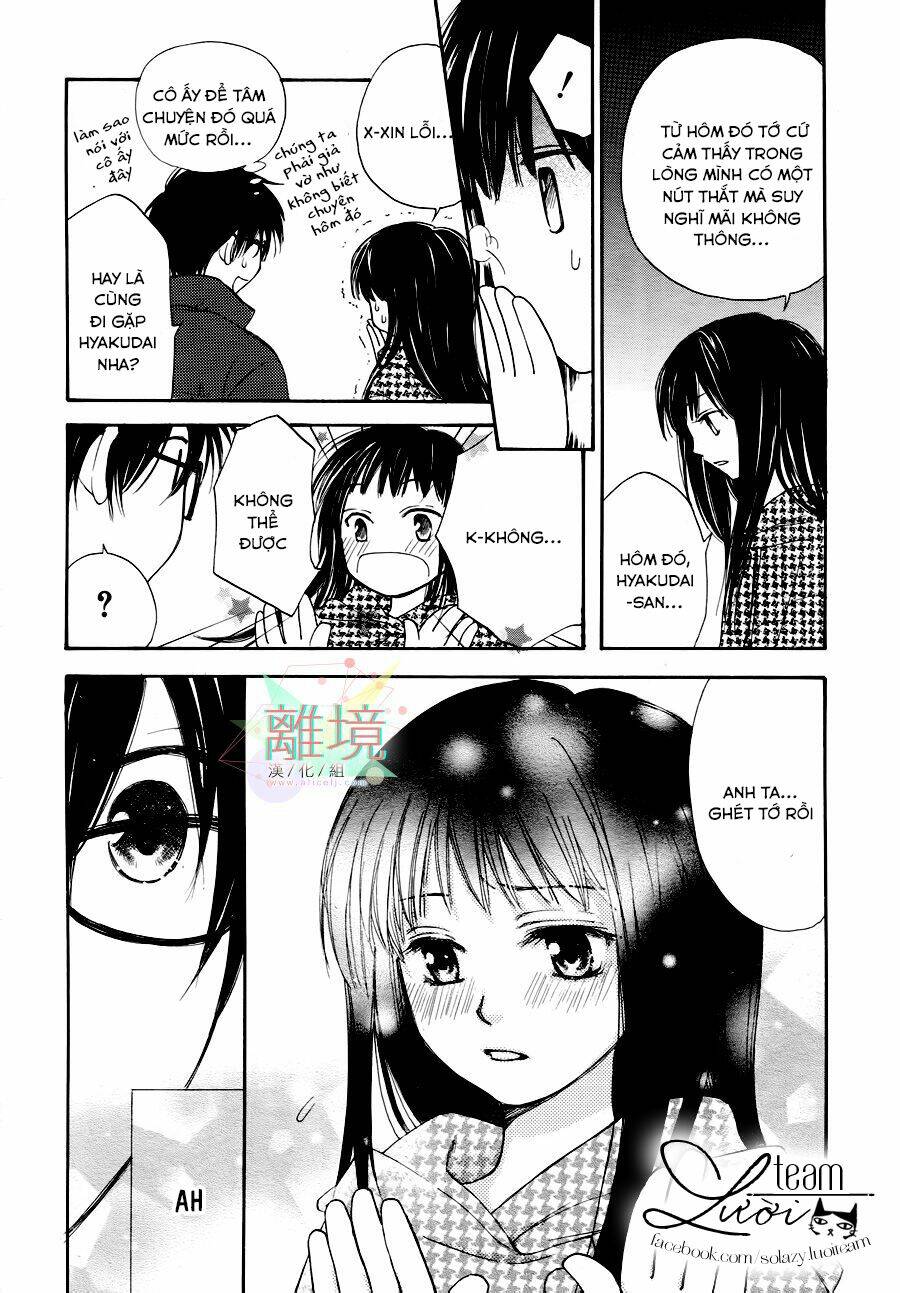 TỪ HÔM ĐÓ TỚ CỨ
CẢM THẤY TRONG
LÒNG MÌNH CÓ MỘT
NÚT THẮT MÀ SUY
NGHĨ MÃI KHÔNG
THÔNG...
HÔM ĐÓ,
HYAKUDAI
-SAN...
!
X-XIN LỖI...
chúng ta
phải giả
vờ như
không biết
chuyện
hôm đó
CÔ ẤY ĐỂ TÂM
CHUYỆN ĐÓ QUÁ
MỨC RỒI...
làm sao
nói với
cô ấy
đây
HAY LÀ
CÙNG
ĐI GẶP
HYAKUDAI
NHA?
K-KHÔNG...
KHÔNG
THỂ
ĐƯỢC
?
ANH TA...
GHÉT TỚ RỒI
AH
離境
漢/化/組
www.alicelj.com
team
Lười
facebook.com/solazy.luoiteam